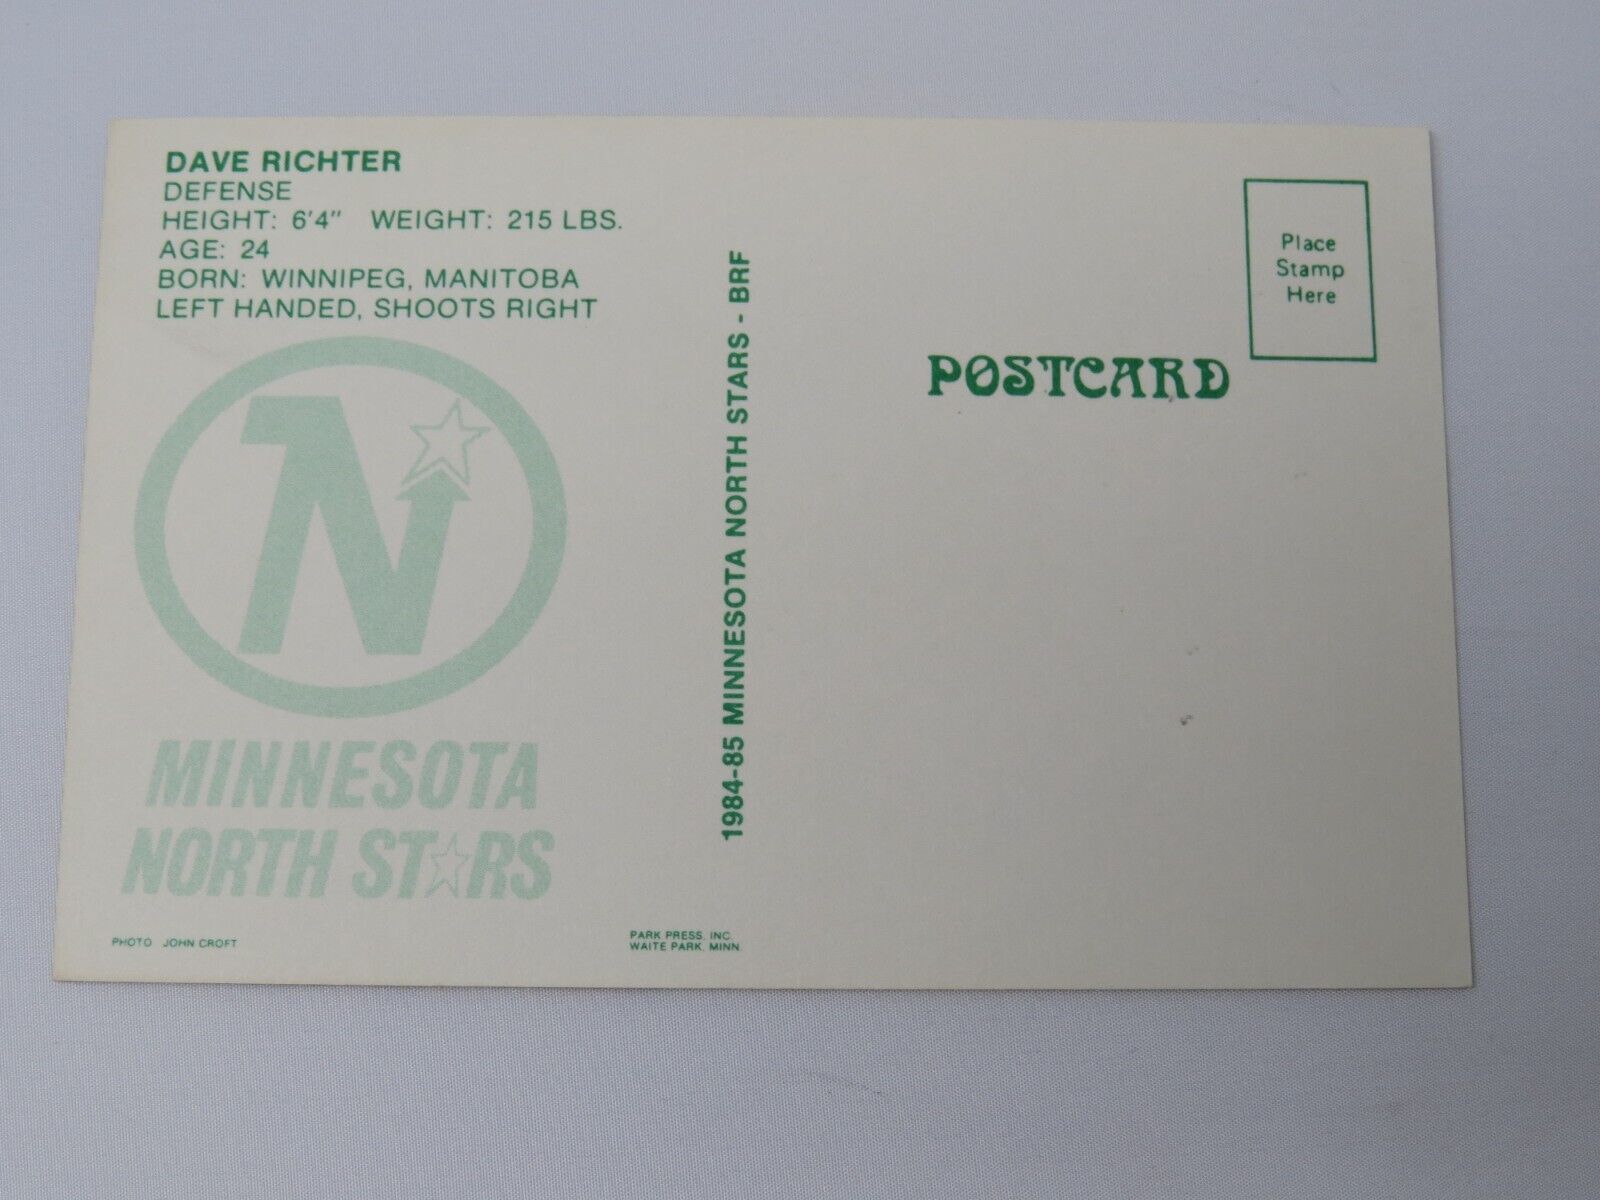 DAVE RICHTER
DEFENSE
HEIGHT: 6'4" WEIGHT: 215 LBS.
AGE: 24
BORN: WINNIPEG, MANITOBA
LEFT HANDED, SHOOTS RIGHT
N
MINNESOTA
NORTH STARS
PHOTO JOHN CROFT
PARK PRESS, INC.
WAITE PARK, MINN.
1984-85 MINNESOTA NORTH STARS - BRF
POSTCARD
Place
Stamp
Here